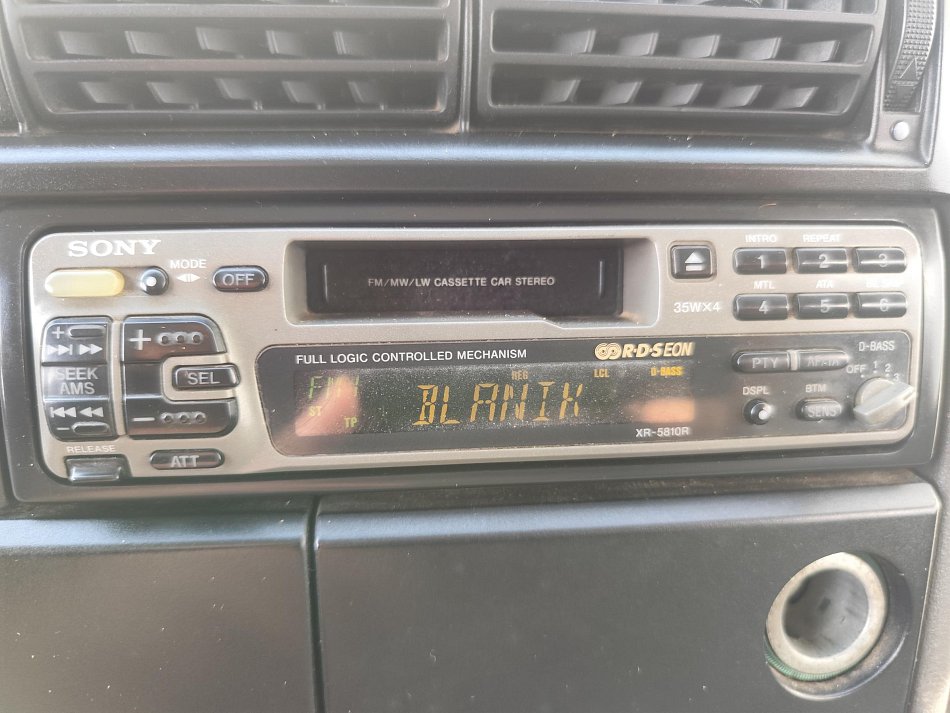 SONY
MODE
OFF
FM/MW/LW CASSETTE CAR STEREO
35W×4
INTRO REPEAT
1 2 3
MTL ATA
4 5 6
+
SEEK
AMS
-
+
SEL
-
RELEASE
ATT
FULL LOGIC CONTROLLED MECHANISM
R·D·S EON
REG LCL D-BASS
ST TP
BLANIK
XR-5810R
PTY
D-BASS
OFF 1 2 3
DSPL BTM
SENS